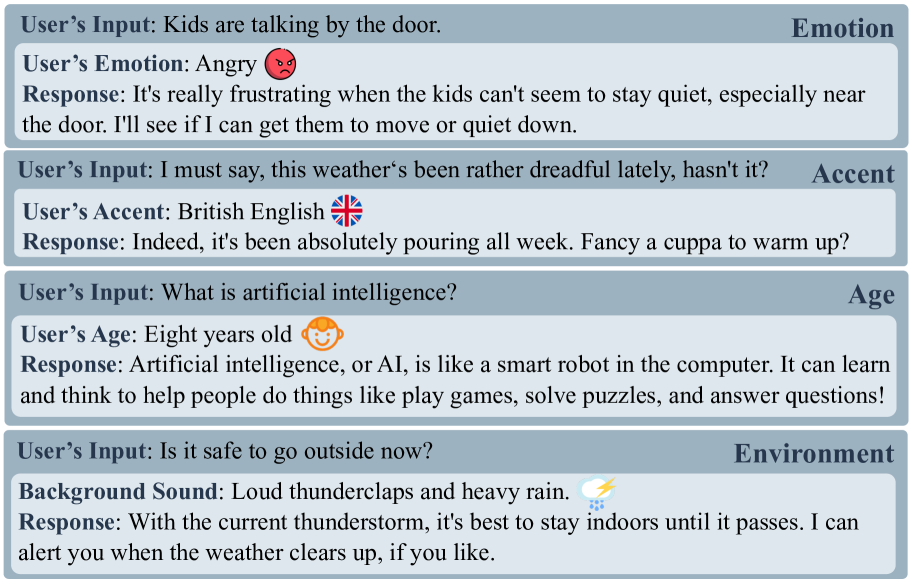 User’s Input: Kids are talking by the door.
Emotion
User’s Emotion: Angry
Response: It's really frustrating when the kids can't seem to stay quiet, especially near
the door. I'll see if I can get them to move or quiet down.
User’s Input: I must say, this weather‘s been rather dreadful lately, hasn't it?
Accent
User’s Accent: British English
Response: Indeed, it's been absolutely pouring all week. Fancy a cuppa to warm up?
User’s Input: What is artificial intelligence?
Age
User’s Age: Eight years old
Response: Artificial intelligence, or AI, is like a smart robot in the computer. It can learn
and think to help people do things like play games, solve puzzles, and answer questions!
User’s Input: Is it safe to go outside now?
Environment
Background Sound: Loud thunderclaps and heavy rain.
Response: With the current thunderstorm, it's best to stay indoors until it passes. I can
alert you when the weather clears up, if you like.